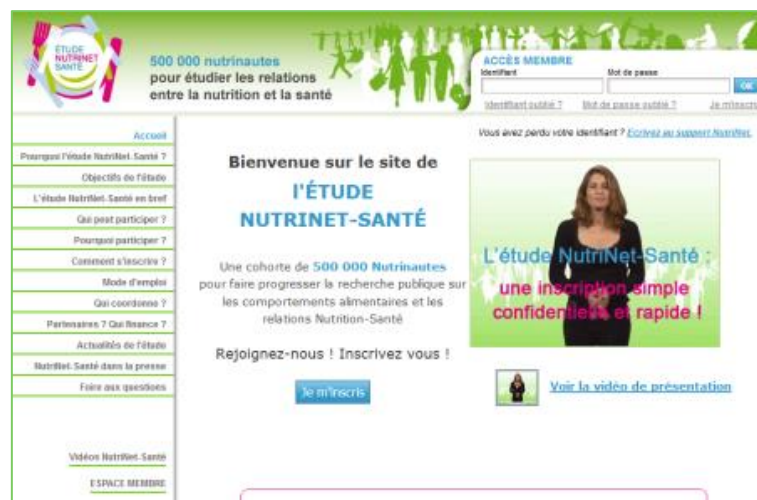 ÉTUDE
NUTRINET
SANTÉ
500 000 nutrinautes
pour étudier les relations
entre la nutrition et la santé
ACCÈS MEMBRE
Identifiant
Mot de passe
OK
Identifiant oublié ?
Mot de passe oublié ?
Je m'inscris
Vous avez perdu votre identifiant ? Ecrivez au support NutriNet.
Accueil
Pourquoi l'étude NutriNet-Santé ?
Objectifs de l'étude
L'étude NutriNet-Santé en bref
Qui peut participer ?
Pourquoi participer ?
Comment s'inscrire ?
Mode d'emploi
Qui coordonne ?
Partenaires ? Qui finance ?
Actualités de l'étude
NutriNet-Santé dans la presse
Foire aux questions
Vidéos NutriNet-Santé
ESPACE MEMBRE
Bienvenue sur le site de
l'ÉTUDE
NUTRINET-SANTÉ
Une cohorte de 500 000 Nutrinautes
pour faire progresser la recherche publique sur
les comportements alimentaires et les
relations Nutrition-Santé
Rejoignez-nous ! Inscrivez vous !
Je m'inscris
L'étude NutriNet-Santé :
une inscription simple
confidentielle et rapide !
Voir la vidéo de présentation